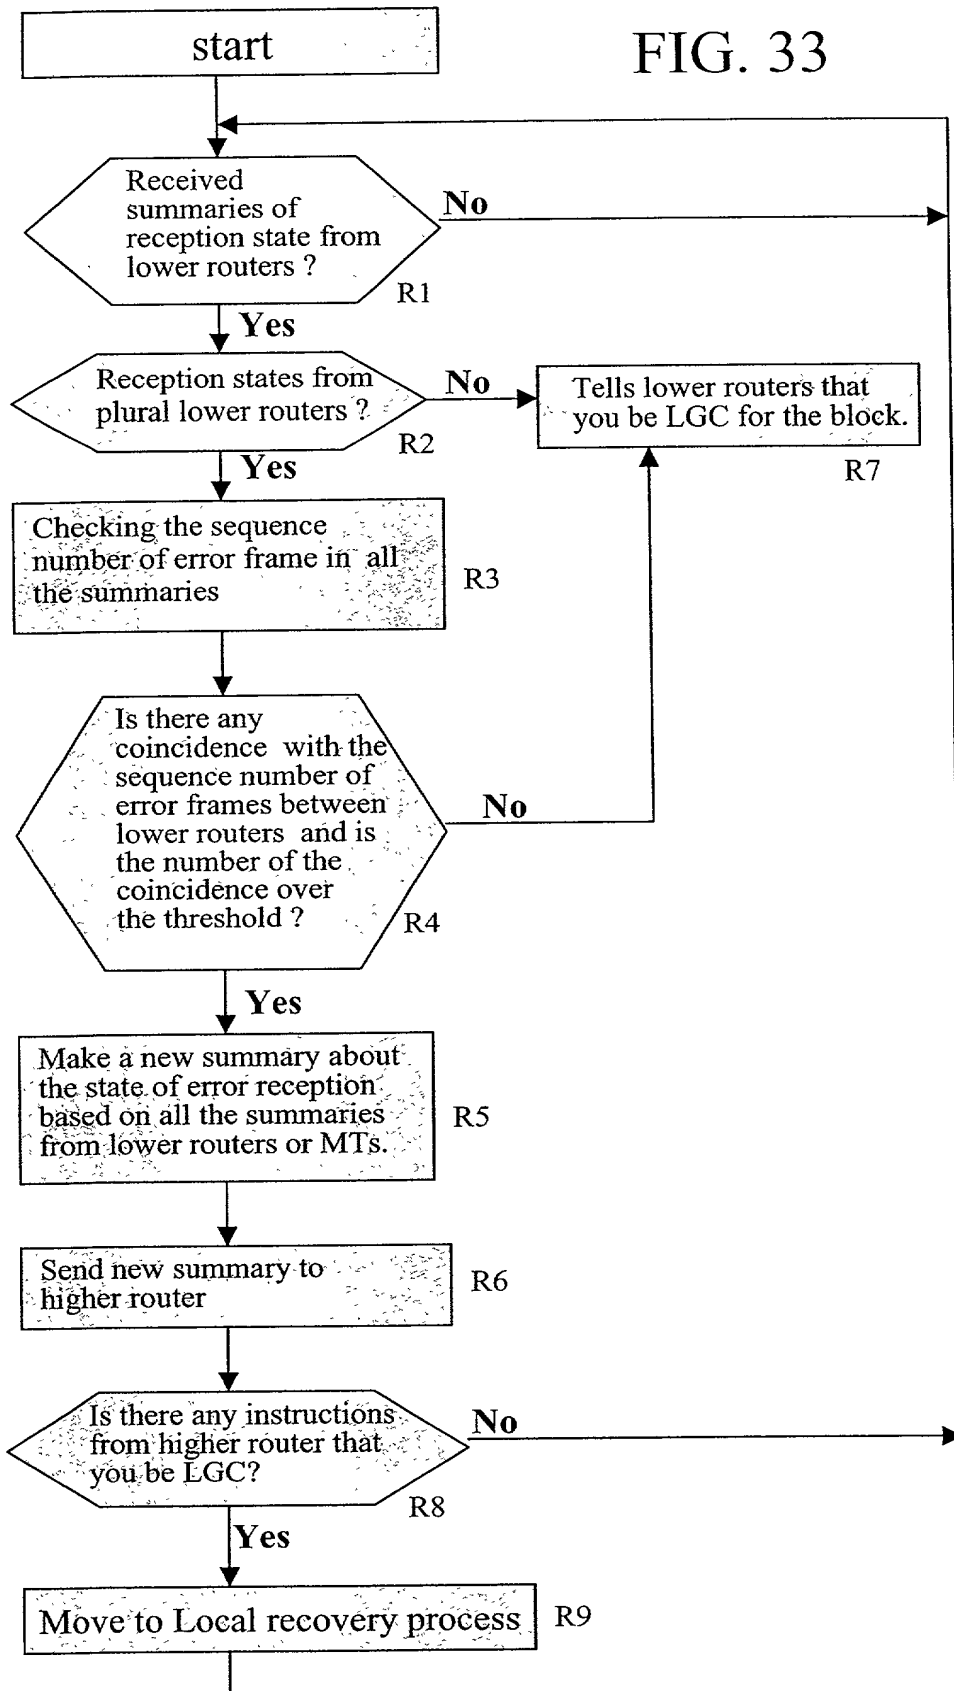 start
FIG. 33
Received
summaries of
reception state from
lower routers ?
No
R1
Yes
Reception states from
plural lower routers ?
No
R2
Tells lower routers that
you be LGC for the block.
R7
Yes
Checking the sequence
number of error frame in all
the summaries
R3
Is there any
coincidence with the
sequence number of
error frames between
lower routers and is
the number of the
coincidence over
the threshold ?
No
R4
Yes
Make a new summary about
the state of error reception
based on all the summaries
from lower routers or MTs.
R5
Send new summary to
higher router
R6
Is there any instructions
from higher router that
you be LGC?
No
R8
Yes
Move to Local recovery process
R9